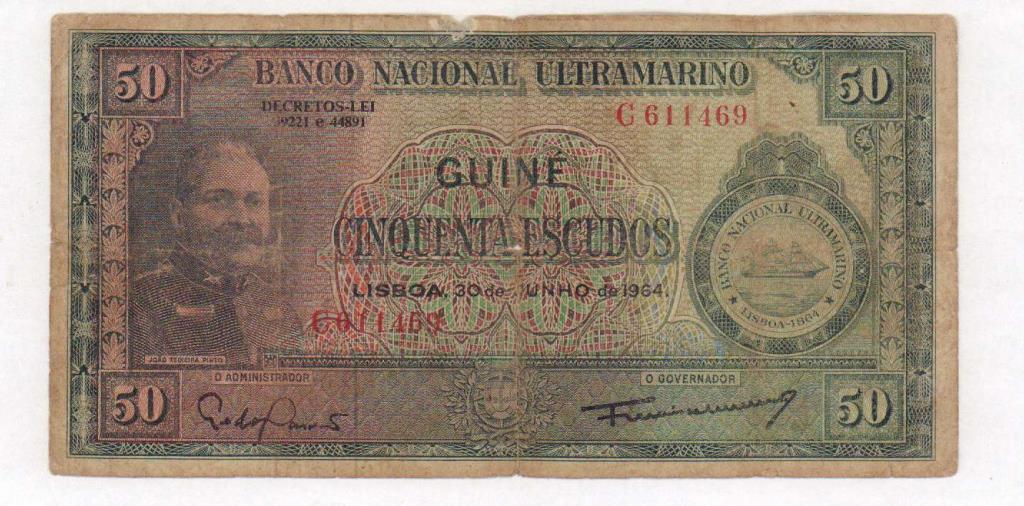 50 BANCO NACIONAL ULTRAMARINO 50
DECRETOS-LEI
39221 e 44891
C 611469
GUINÉ
CINQUENTA ESCUDOS
BANCO NACIONAL ULTRAMARINO
LISBOA-1864
LISBOA, 30 de JUNHO de 1964.
C 611469
JOÃO TEIXEIRA PINTO
O ADMINISTRADOR
O GOVERNADOR
50 50